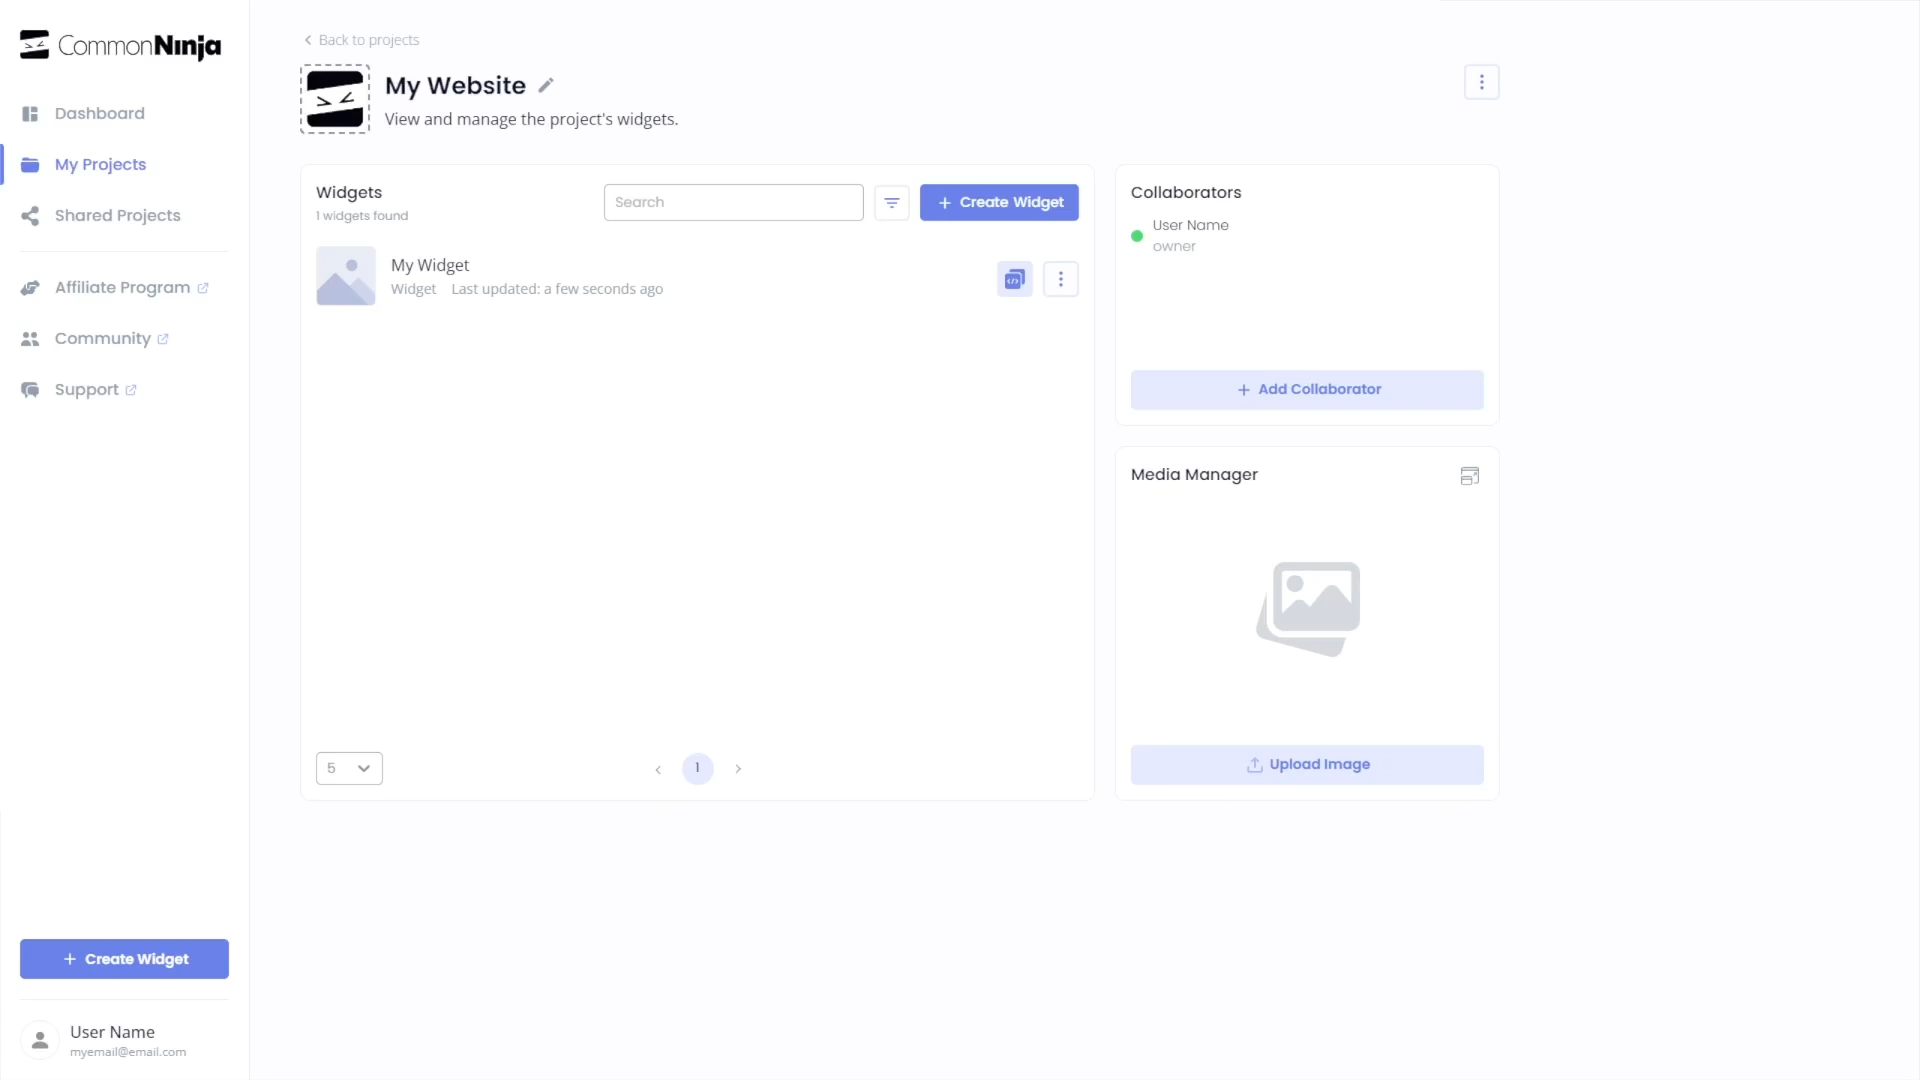 CommonNinja
Dashboard
My Projects
Shared Projects
Affiliate Program
Community
Support
Create Widget
User Name
myemail@email.com
Back to projects
My Website
View and manage the project's widgets.
Widgets
1 widgets found
Search
Create Widget
My Widget
Widget Last updated: a few seconds ago
5
1
Collaborators
User Name
owner
Add Collaborator
Media Manager
Upload Image